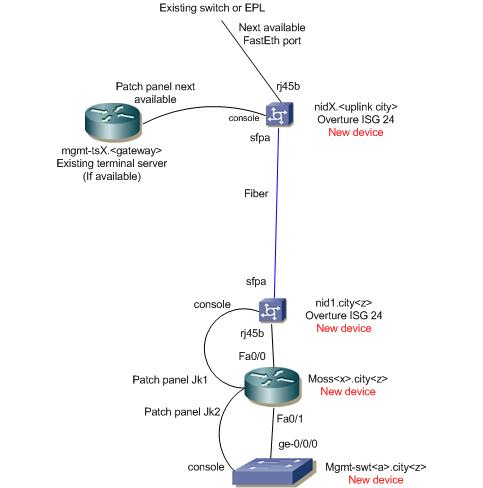 Existing switch or EPL
Next available
FastEth port
rj45b
Patch panel next
available
console
nidX.<uplink city>
Overture ISG 24
New device
sfpa
mgmt-tsX.<gateway>
Existing terminal server
(If available)
Fiber
sfpa
console
nid1.city<z>
Overture ISG 24
New device
rj45b
Fa0/0
Patch panel Jk1
Moss<x>.city<z>
New device
Patch panel Jk2
Fa0/1
ge-0/0/0
console
Mgmt-swt<a>.city<z>
New device